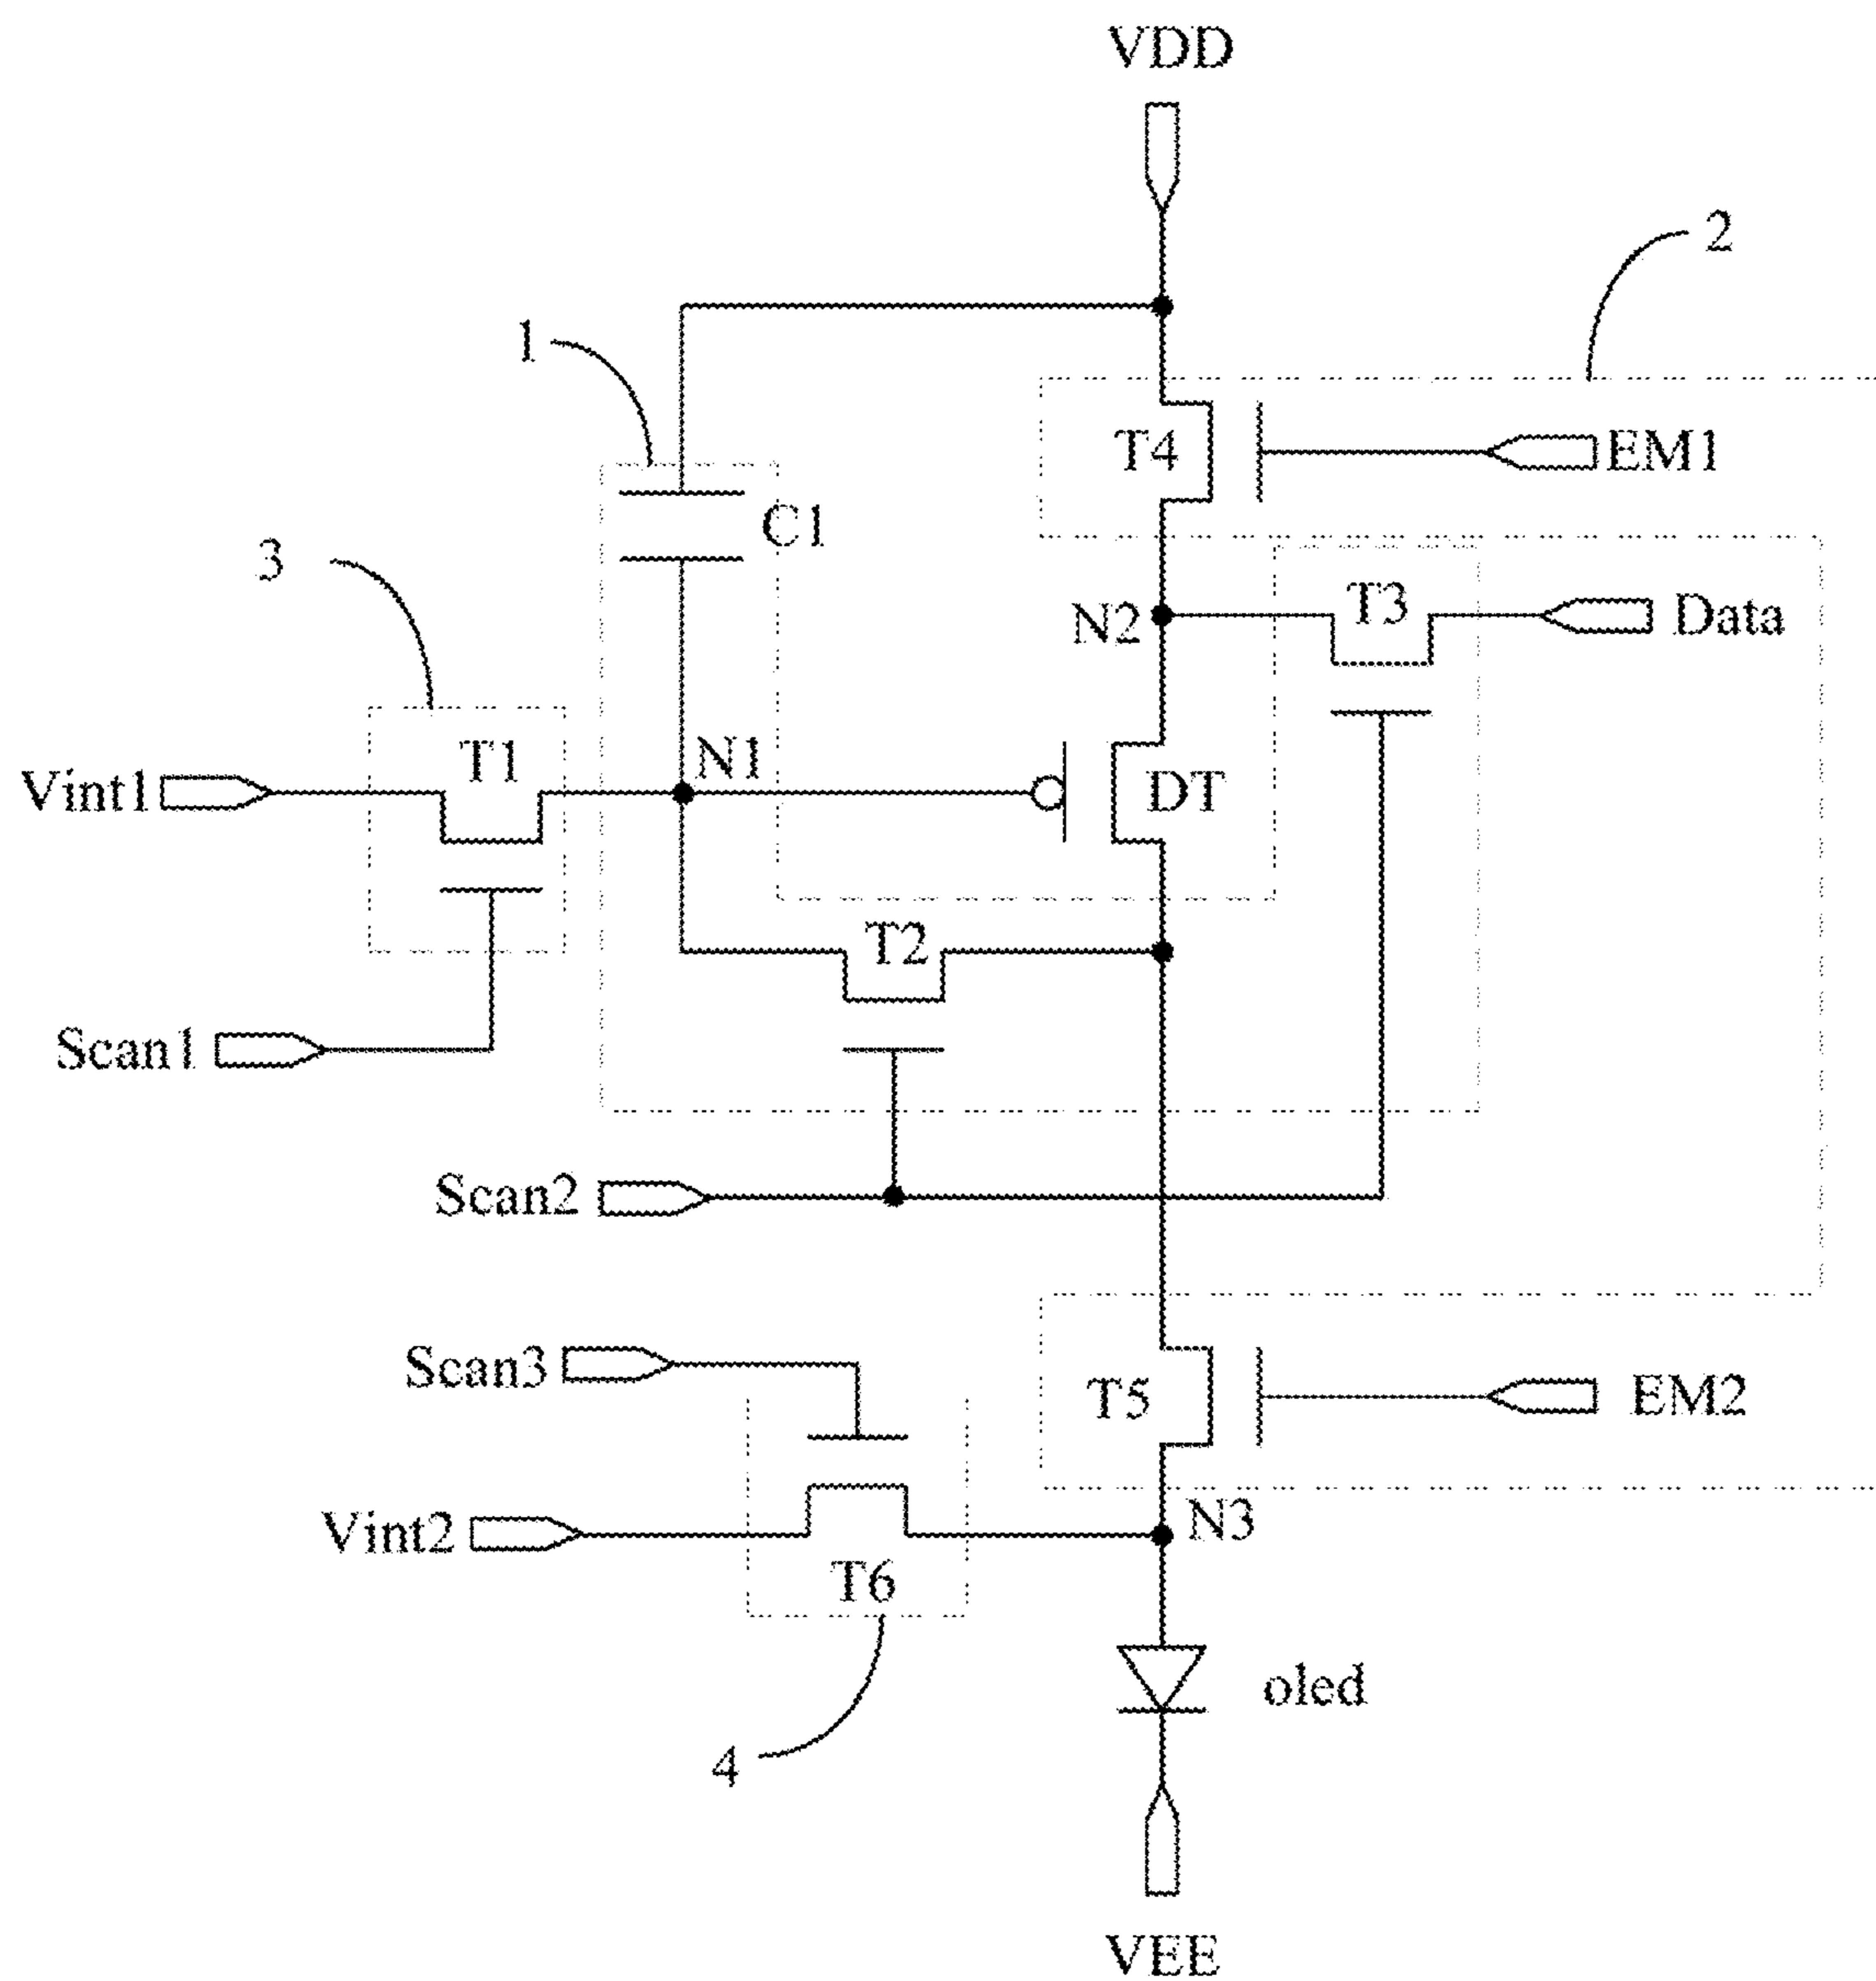 VDD
2
1
T4
EM1
C1
3
T3
N2
Data
N1
T1
Vint1
DT
T2
Scan1
Scan2
Scan3
T5
EM2
Vint2
N3
T6
oled
4
VEE